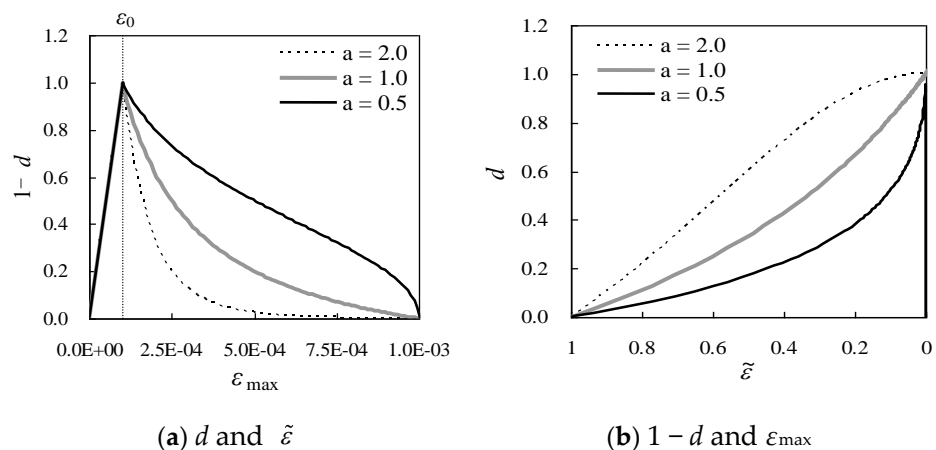 ε₀
1.2
1.0
0.8
0.6
0.4
0.2
0.0
1− d
a = 2.0
a = 1.0
a = 0.5
0.0E+00 2.5E-04 5.0E-04 7.5E-04 1.0E-03
ε max
(a) d and ε̃
1.2
1.0
0.8
0.6
0.4
0.2
0.0
d
a = 2.0
a = 1.0
a = 0.5
1 0.8 0.6 0.4 0.2 0
ε̃
(b) 1 − d and εmax